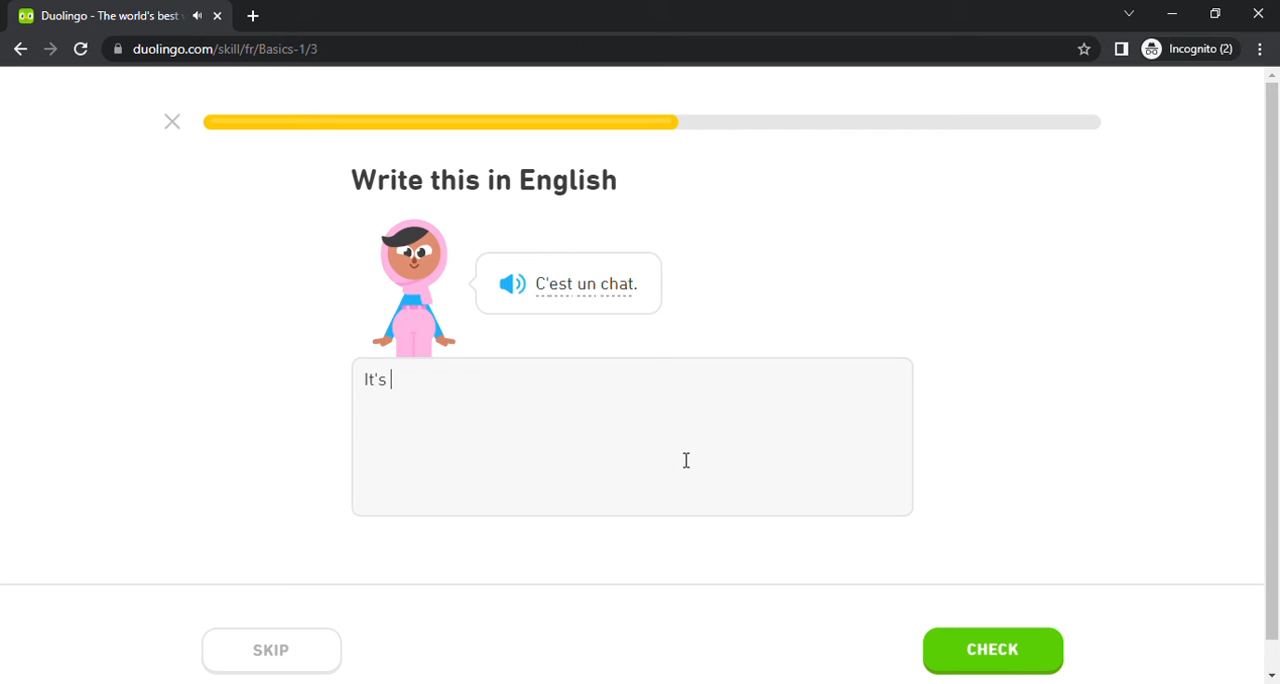 Duolingo - The world's best
duolingo.com/skill/fr/Basics-1/3
Incognito (2)
Write this in English
C'est un chat.
It's
SKIP
CHECK